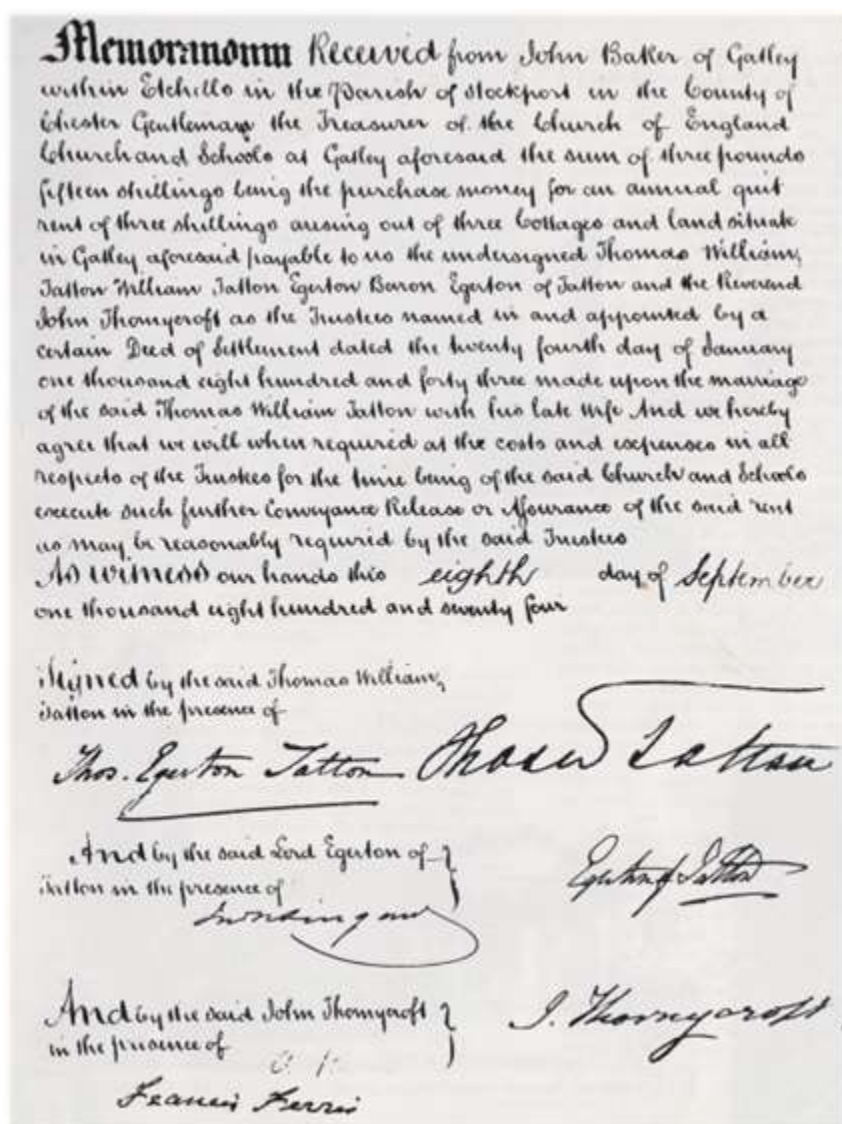 Memorandum Received from John Baker of Gatley
within Etchells in the Parish of Stockport in the County of
Chester Gentleman the Treasurer of the Church of England
Church and Schools at Gatley aforesaid the sum of three pounds
fifteen shillings being the purchase money for an annual quit
rent of three shillings arising out of three Cottages and land situate
in Gatley aforesaid payable to us the undersigned Thomas William
Tatton William Tatton Egerton Baron Egerton of Tatton and the Reverend
John Thornycroft as the Trustees named in and appointed by a
certain Deed of Settlement dated the twenty fourth day of January
one thousand eight hundred and forty three made upon the marriage
of the said Thomas William Tatton with his late Wife And we hereby
agree that we will when required at the costs and expenses in all
respects of the Trustees for the time being of the said Church and Schools
execute such further Conveyance Release or Assurance of the said rent
as may be reasonably required by the said Trustees
As witness our hands this eighth day of September
one thousand eight hundred and seventy four
Signed by the said Thomas William
Tatton in the presence of
Thos. Egerton Tatton Thos Wm Tatton
And by the said Lord Egerton of
Tatton in the presence of
Egerton of Tatton
And by the said John Thornycroft
in the presence of
J. Thornycroft
Francis Ferris